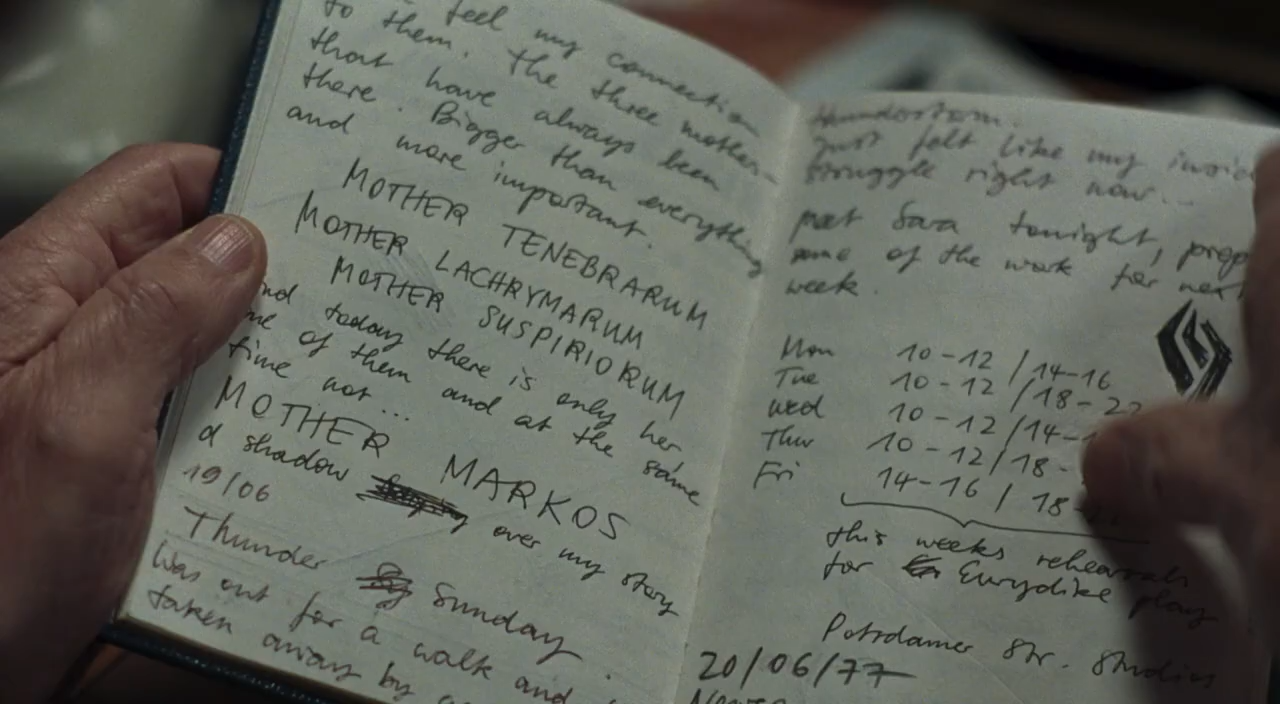 feel my connection
to them. The three mothers
that have always been
there. Bigger than everything
and more important.
MOTHER TENEBRARUM
MOTHER LACHRYMARUM
MOTHER SUSPIRIORUM
and today there is only her
one of them and at the same
time not...
MOTHER MARKOS
a shadow over my story
19/06
Thunder Sunday
Was out for a walk and
taken away by
thunderstorm.
Just felt like my
struggle right now...
meet Sara tonight, prep
some of the work for next
week.
Mon 10-12 / 14-16
Tue 10-12 / 18-22
Wed 10-12 / 14-
Thur 10-12 / 18-
Fri 14-16 / 18
this weeks rehearsals
for Eurydike play
Potsdamer Str. Studios
20/06/77